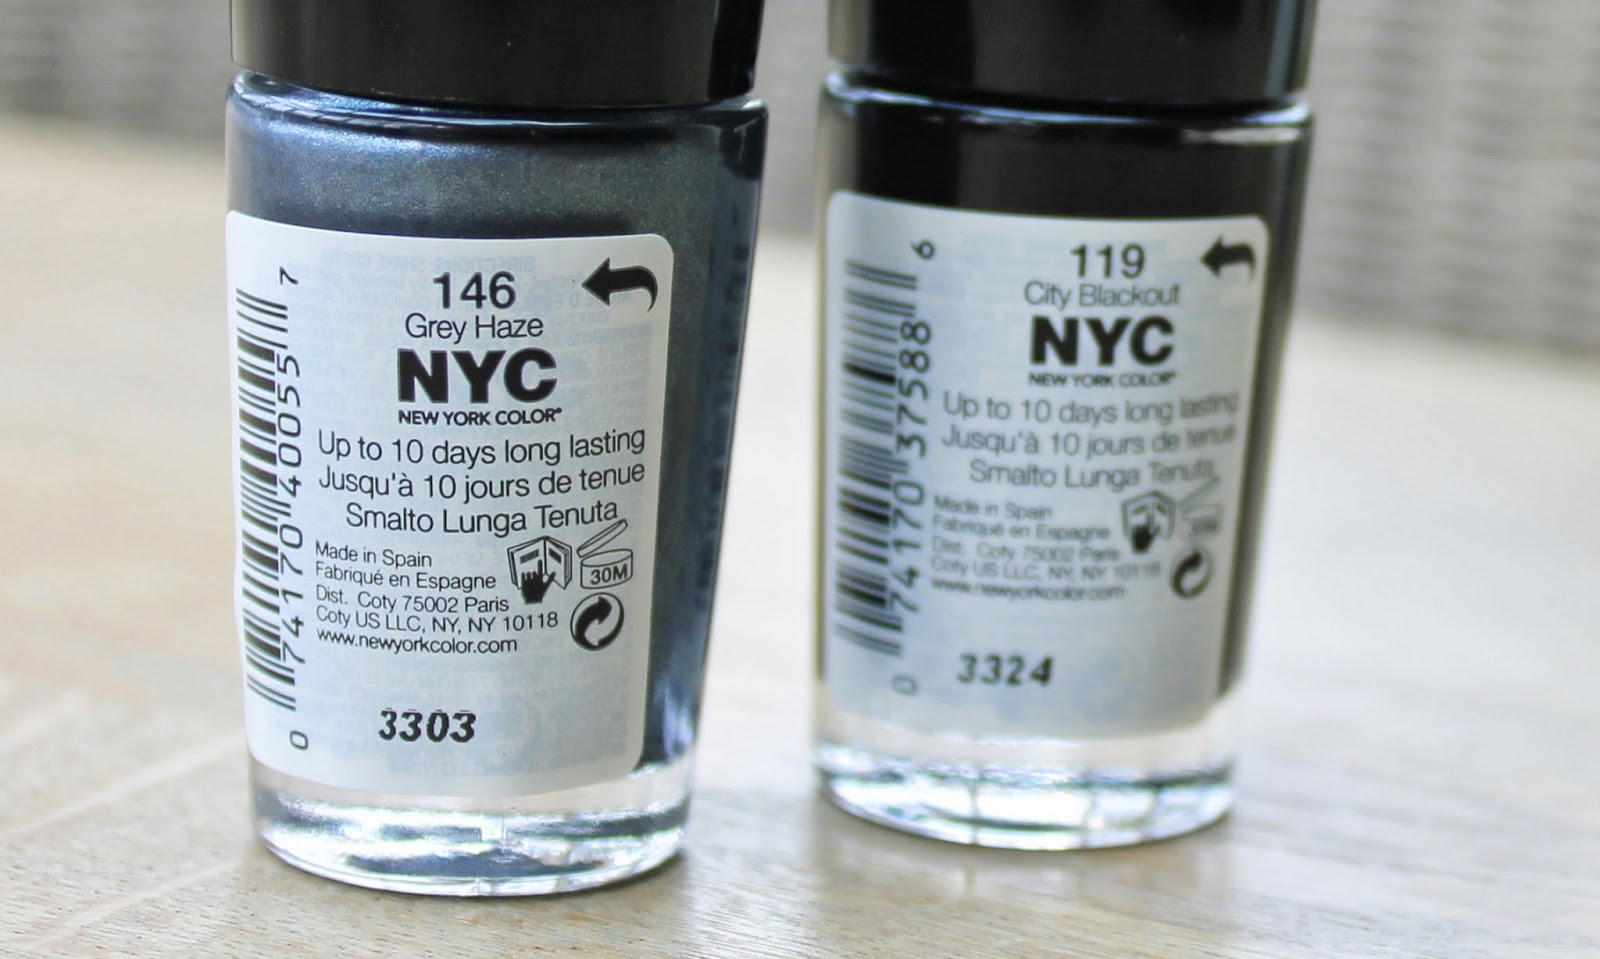 146
Grey Haze
NYC
NEW YORK COLOR®
Up to 10 days long lasting
Jusqu'à 10 jours de tenue
Smalto Lunga Tenuta
Made in Spain
Fabriqué en Espagne
Dist. Coty 75002 Paris
Coty US LLC, NY, NY 10118
www.newyorkcolor.com
30M
3303
0 74170 40055 7
119
City Blackout
NYC
NEW YORK COLOR®
Up to 10 days long lasting
Jusqu'à 10 jours de tenue
Smalto Lunga Tenuta
Made in Spain
Fabriqué en Espagne
Dist. Coty 75002 Paris
Coty US LLC, NY, NY 10118
www.newyorkcolor.com
30M
3324
0 74170 37588 6